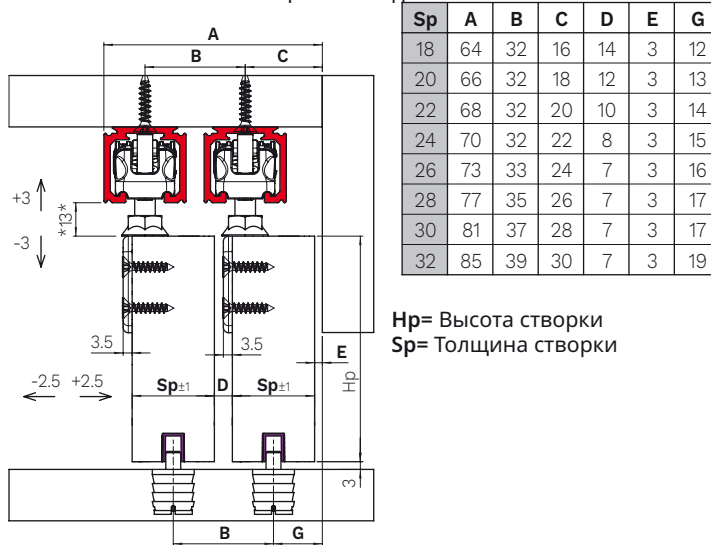 A
B
C
+3
-3
*13*
3.5
3.5
E
-2.5 +2.5
Sp±1
D
Sp±1
Hp
3
B
G
Sp A B C D E G
18 64 32 16 14 3 12
20 66 32 18 12 3 13
22 68 32 20 10 3 14
24 70 32 22 8 3 15
26 73 33 24 7 3 16
28 77 35 26 7 3 17
30 81 37 28 7 3 17
32 85 39 30 7 3 19
Hp= Высота створки
Sp= Толщина створки